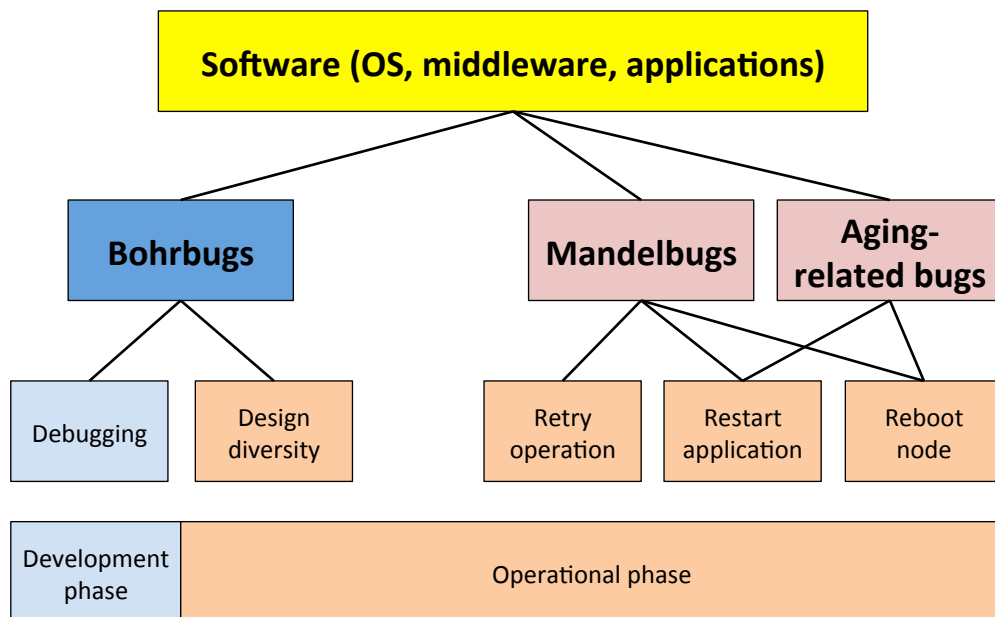 Software (OS, middleware, applications)
Bohrbugs
Mandelbugs
Aging-
related bugs
Debugging
Design
diversity
Retry
operation
Restart
application
Reboot
node
Development
phase
Operational phase